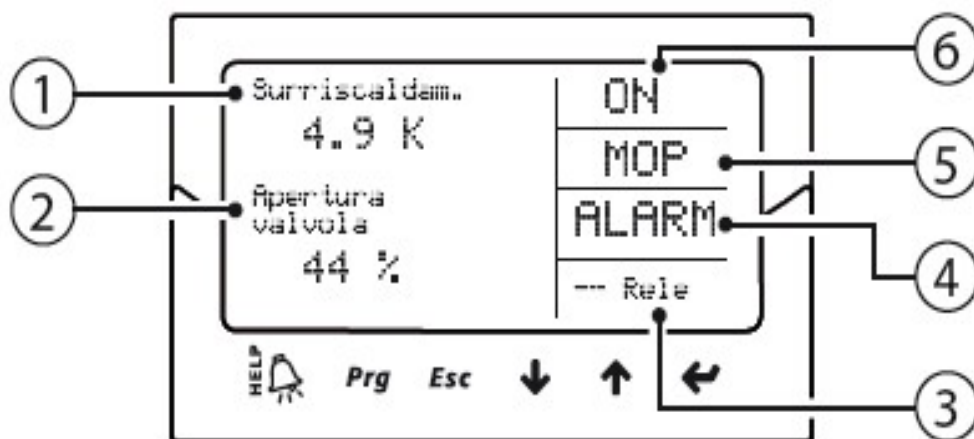 1
Surriscaldam.
4.9 K
2
Apertura
valvola
44 %
6
ON
5
MOP
4
ALARM
3
--- Rele
HELP
Prg
Esc